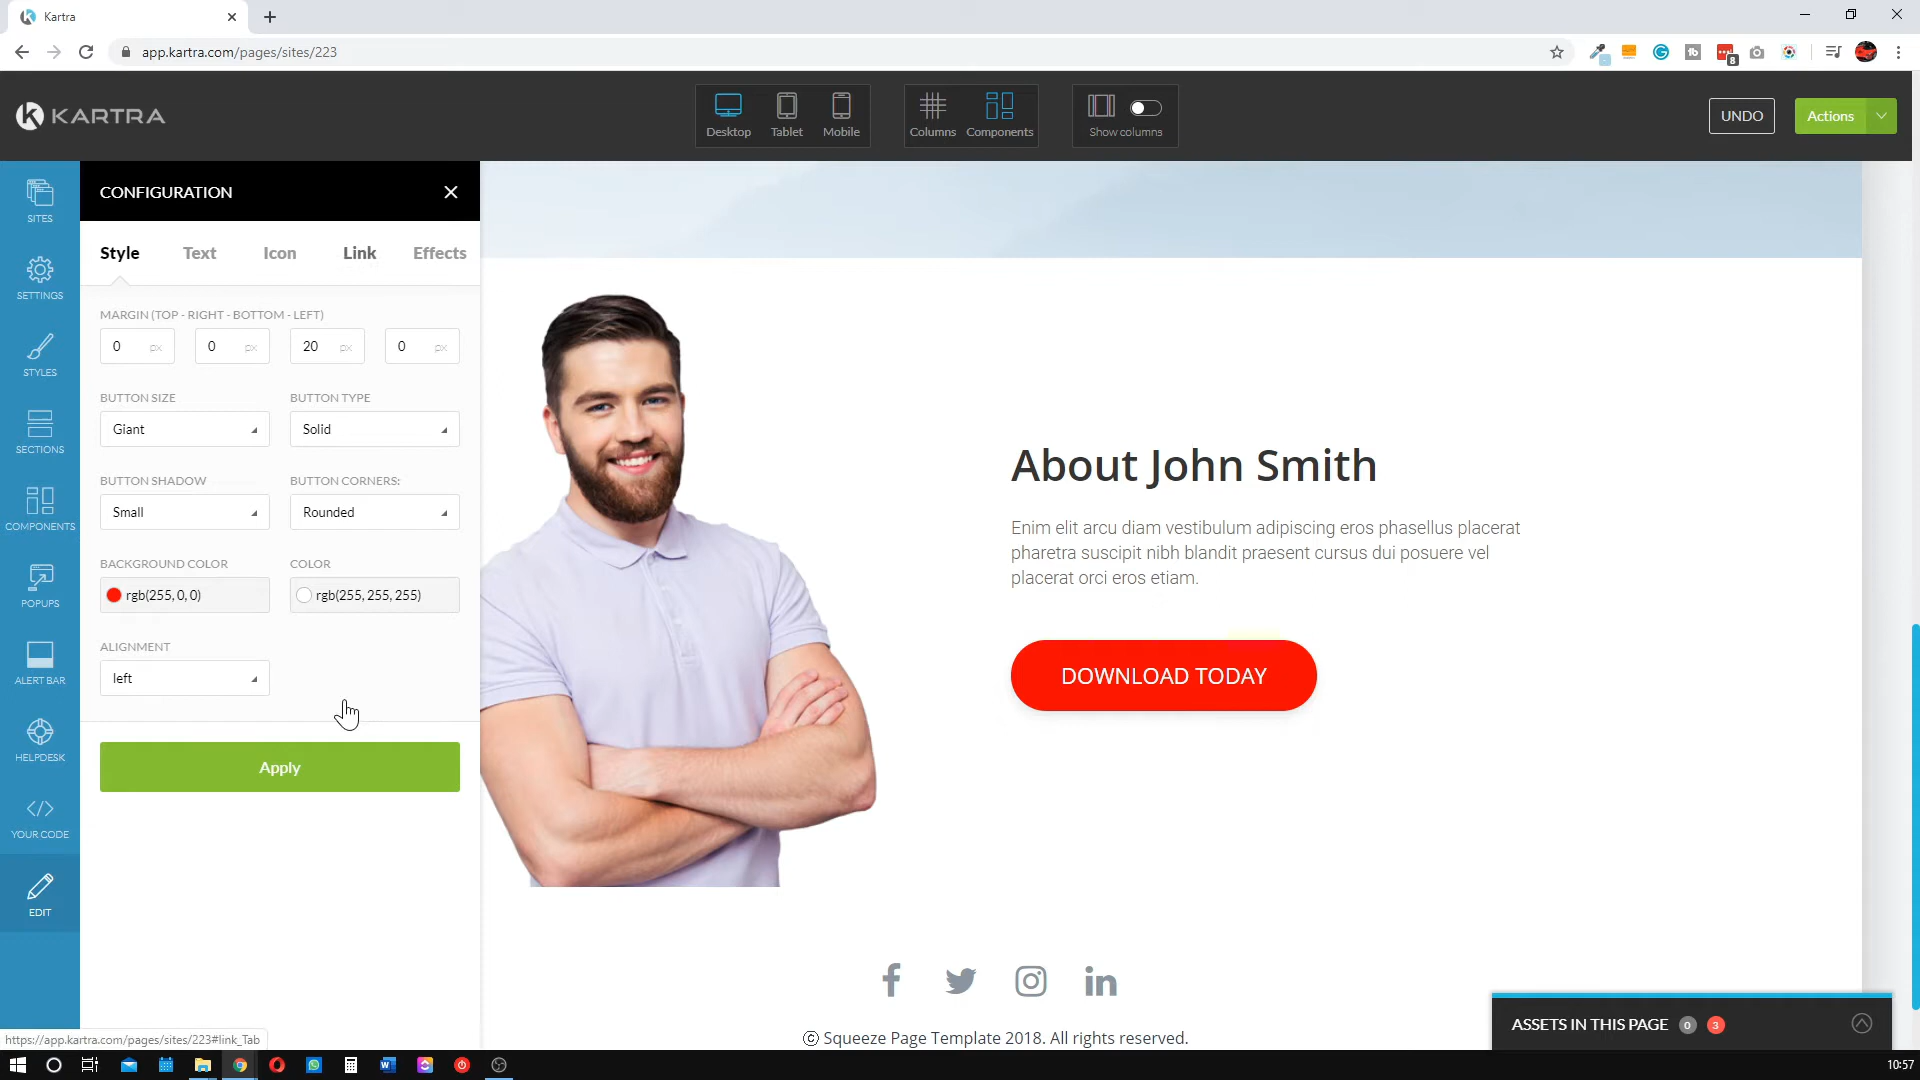 Kartra
app.kartra.com/pages/sites/223
8
KARTRA
Desktop
Tablet
Mobile
Columns
Components
Show columns
UNDO
Actions
SITES
SETTINGS
STYLES
SECTIONS
COMPONENTS
POPUPS
ALERT BAR
HELPDESK
YOUR CODE
EDIT
CONFIGURATION
Style Text Icon Link Effects
MARGIN (TOP - RIGHT - BOTTOM - LEFT)
0 px 0 px 20 px 0 px
BUTTON SIZE BUTTON TYPE
Giant Solid
BUTTON SHADOW BUTTON CORNERS:
Small Rounded
BACKGROUND COLOR COLOR
rgb(255, 0, 0) rgb(255, 255, 255)
ALIGNMENT
left
Apply
About John Smith
Enim elit arcu diam vestibulum adipiscing eros phasellus placerat
pharetra suscipit nibh blandit praesent cursus dui posuere vel
placerat orci eros etiam.
DOWNLOAD TODAY
© Squeeze Page Template 2018. All rights reserved.
ASSETS IN THIS PAGE 0 3
https://app.kartra.com/pages/sites/223#link_Tab
10:57